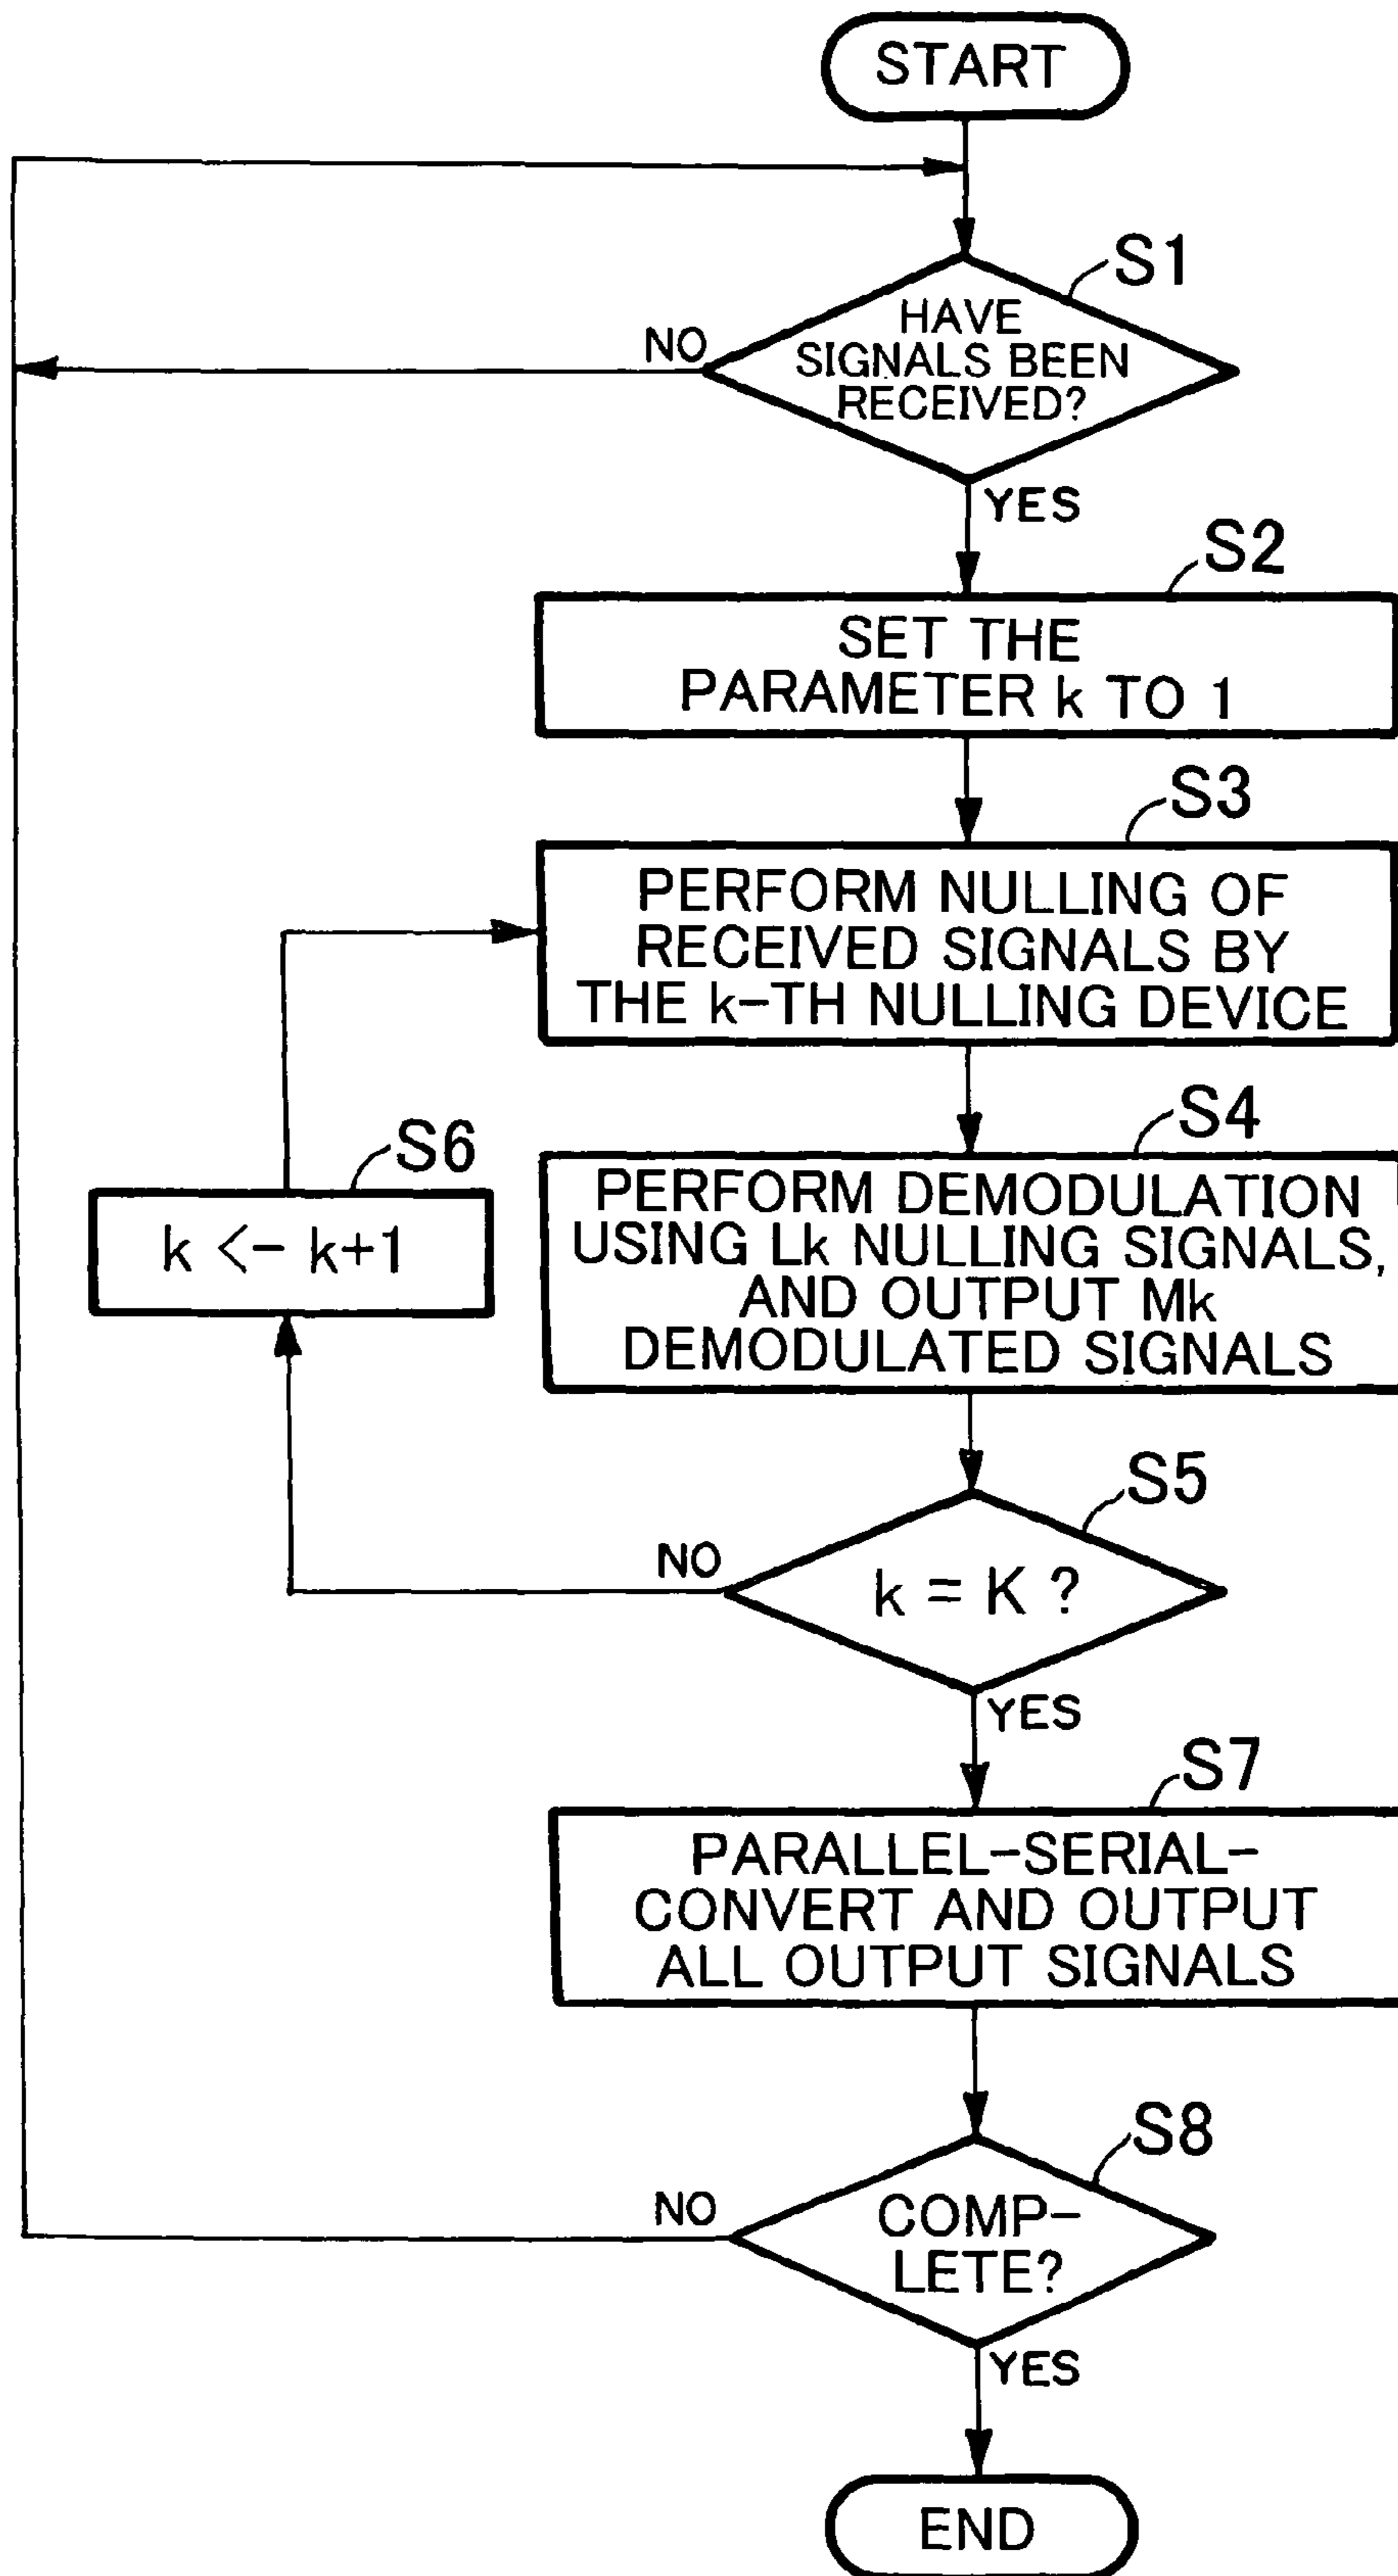 START
S1
HAVE
SIGNALS BEEN
RECEIVED?
NO
YES
S2
SET THE
PARAMETER k TO 1
S3
PERFORM NULLING OF
RECEIVED SIGNALS BY
THE k-TH NULLING DEVICE
S4
PERFORM DEMODULATION
USING Lk NULLING SIGNALS,
AND OUTPUT Mk
DEMODULATED SIGNALS
S6
k <- k+1
S5
k = K ?
NO
YES
S7
PARALLEL-SERIAL-
CONVERT AND OUTPUT
ALL OUTPUT SIGNALS
S8
COMP-
LETE?
NO
YES
END